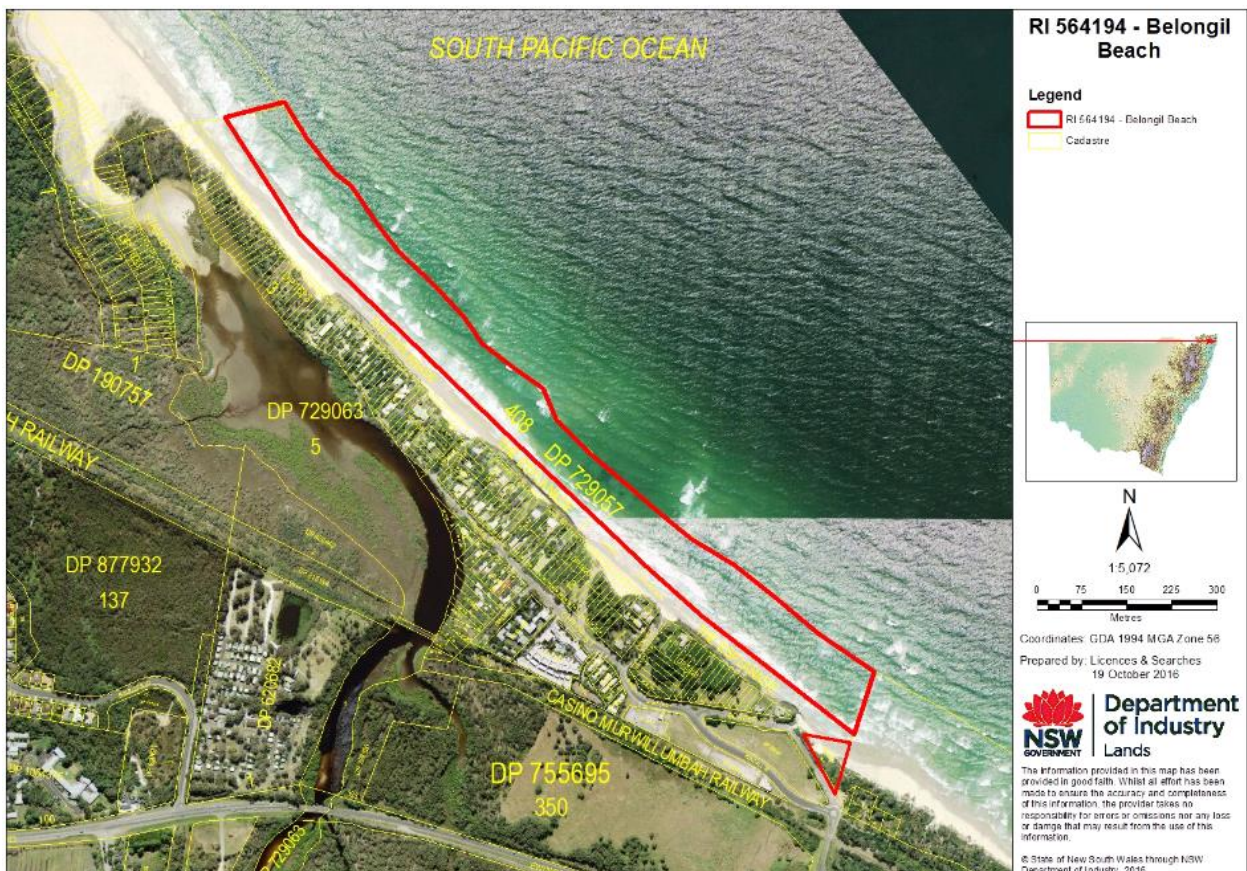 SOUTH PACIFIC OCEAN
DP 190757
1
DP 729063
5
H RAILWAY
DP 877932
137
408 DP 729057
CASINO MURWILLUMBAH RAILWAY
DP 755695
350
100
RI 564194 - Belongil
Beach
Legend
RI 564194 - Belongil Beach
Cadastre
N
1:5,072
0 75 150 225 300
Metres
Coordinates: GDA 1994 MGA Zone 56
Prepared by: Licences & Searches
19 October 2016
NSW
GOVERNMENT
Department
of Industry
Lands
The information provided in this map has been
provided in good faith. Whilst all effort has been
made to ensure the accuracy and completeness
of this information, the provider takes no
responsibility for errors or omissions nor any loss
or damge that may result from the use of this
information.
© State of New South Wales through NSW
Department of Industry, 2016